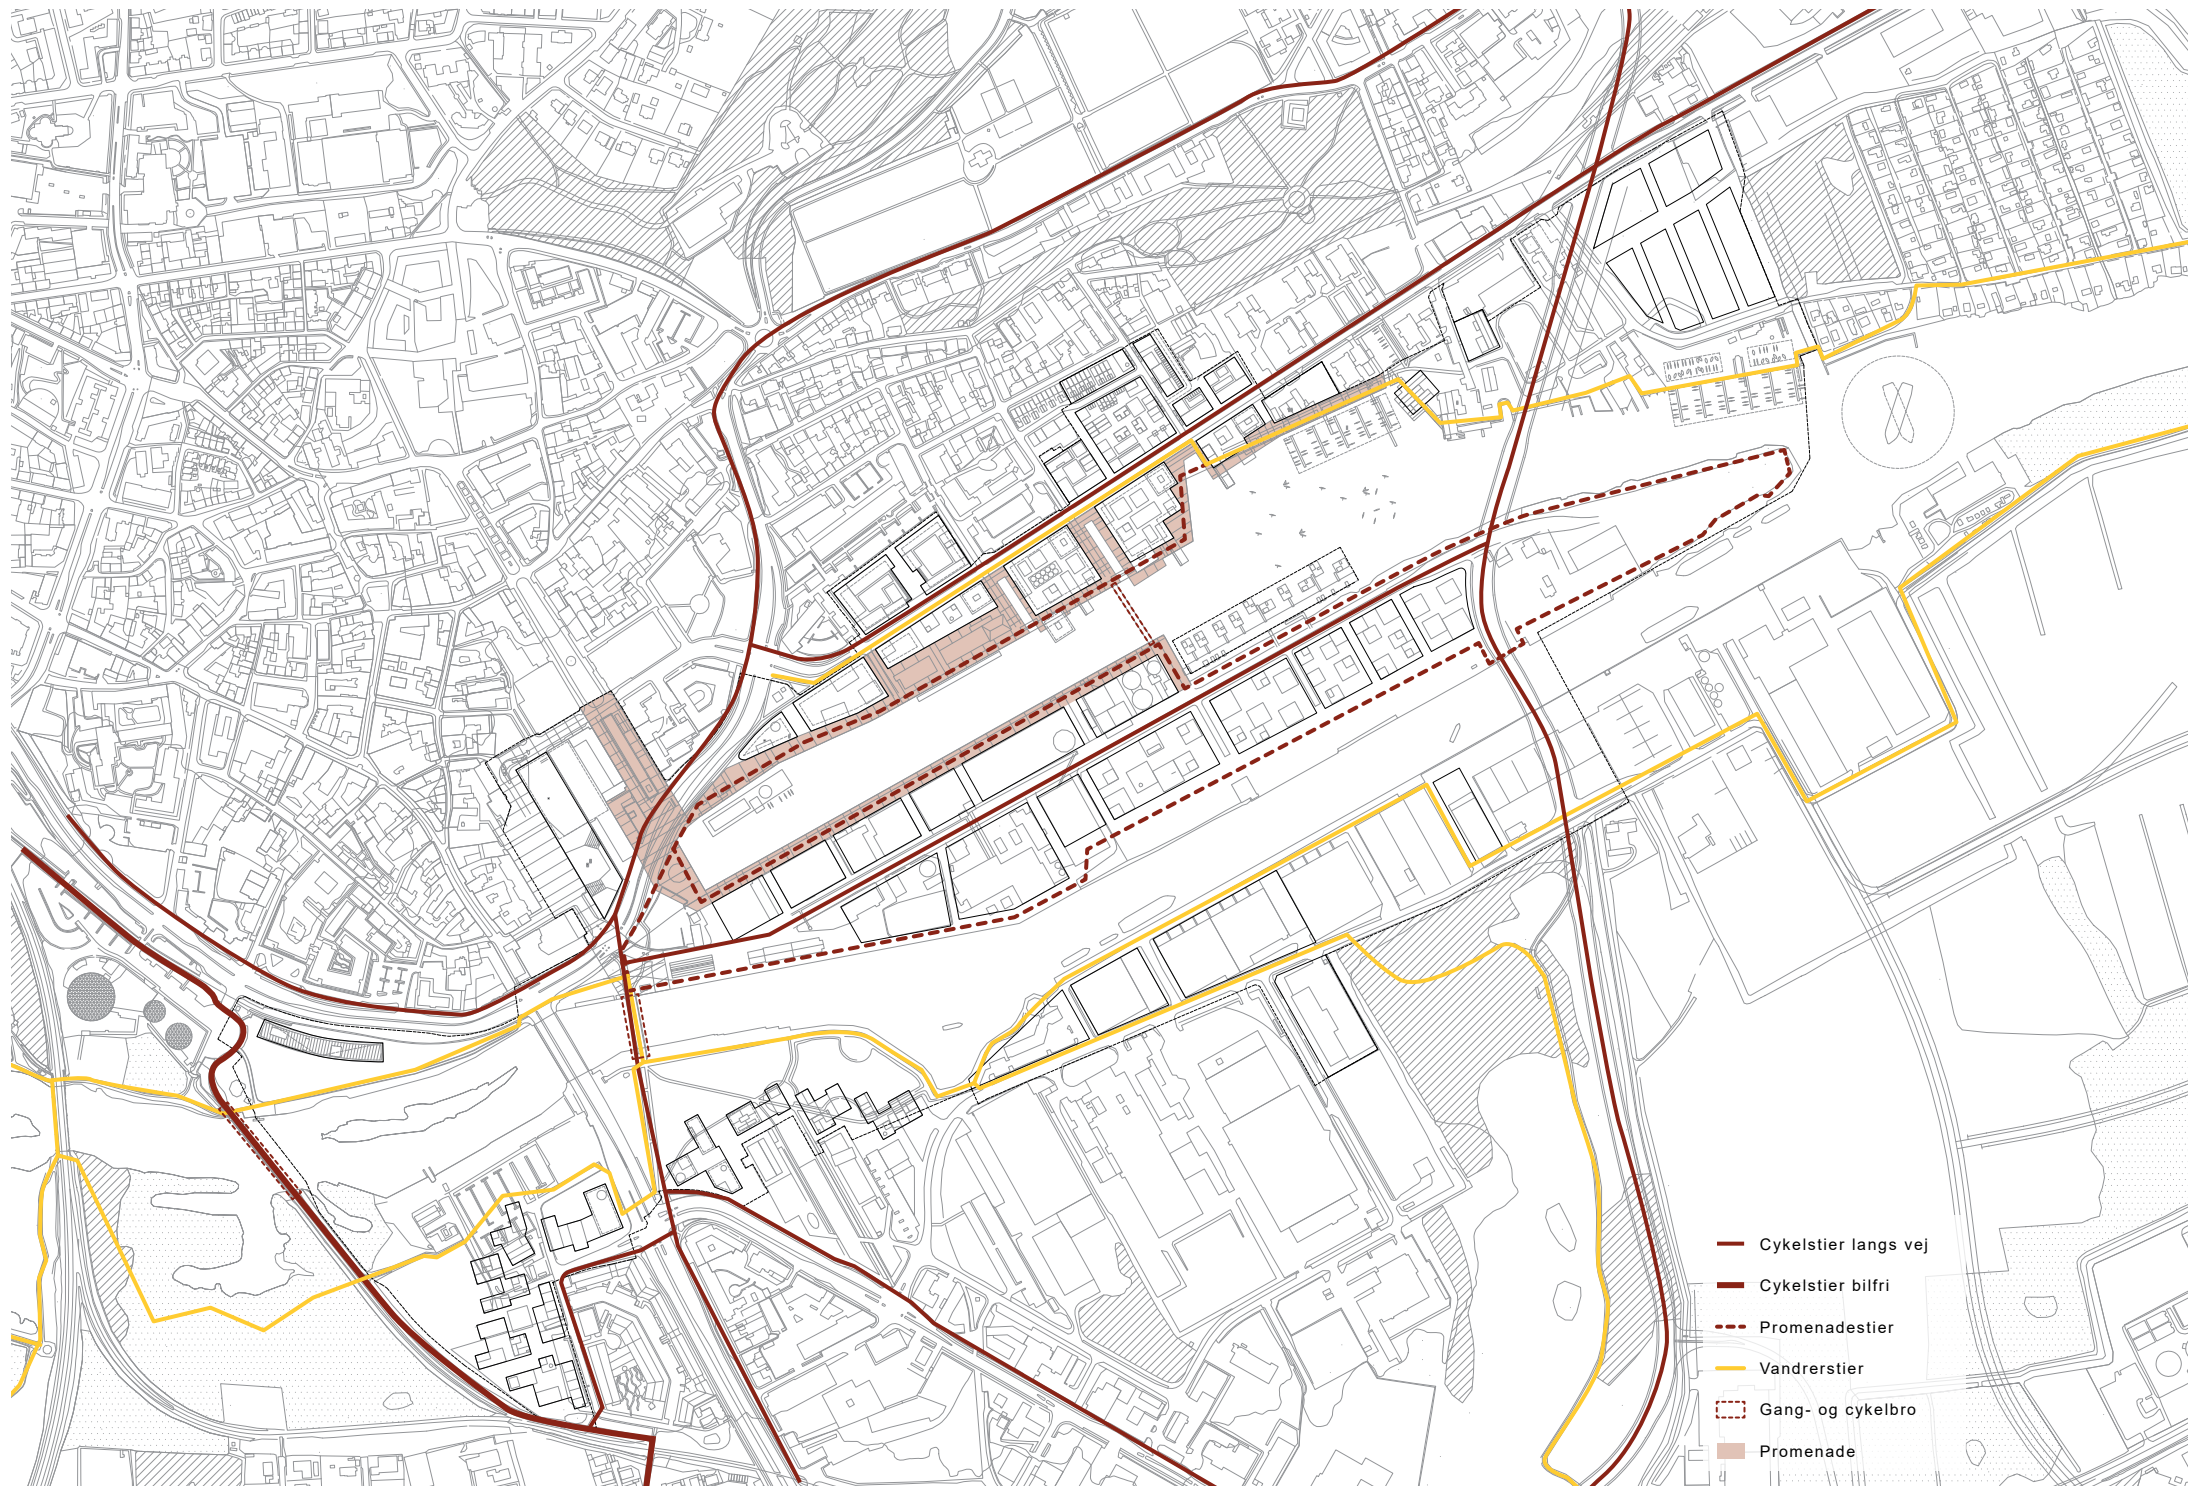 Cykelstier langs vej
Cykelstier bilfri
Promenadestier
Vandrerstier
Gang- og cykelbro
Promenade